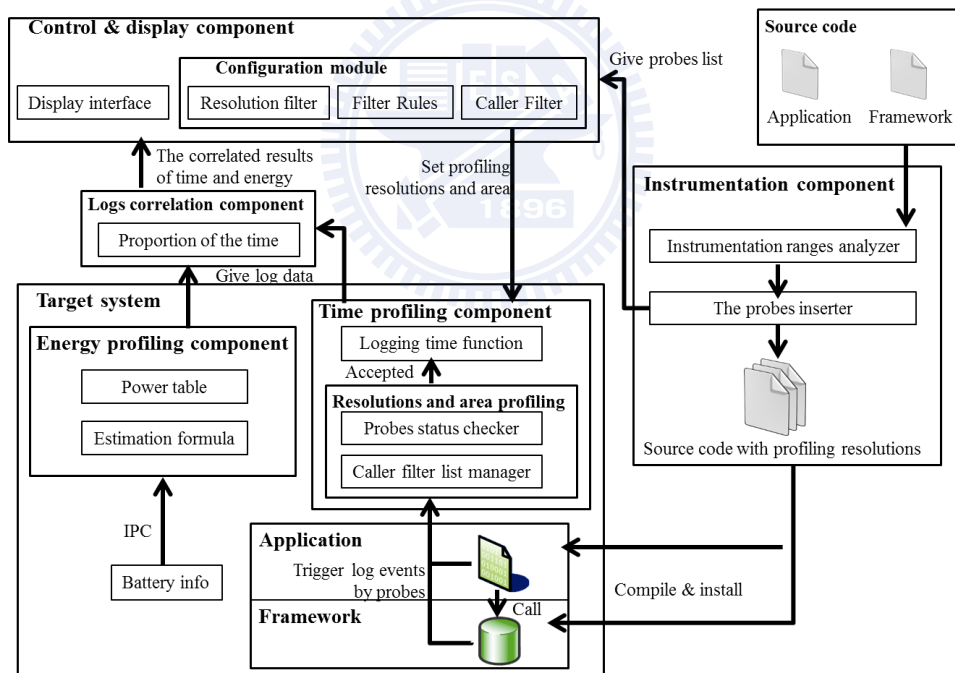 Control & display component
Configuration module
Display interface
Resolution filter
Filter Rules
Caller Filter
Give probes list
Source code
Application
Framework
The correlated results
of time and energy
Set profiling
resolutions and area
1896
Logs correlation component
Proportion of the time
Give log data
Instrumentation component
Instrumentation ranges analyzer
The probes inserter
Source code with profiling resolutions
Target system
Energy profiling component
Power table
Estimation formula
IPC
Battery info
Time profiling component
Logging time function
Accepted
Resolutions and area profiling
Probes status checker
Caller filter list manager
Application
Trigger log events
by probes
Call
Framework
Compile & install